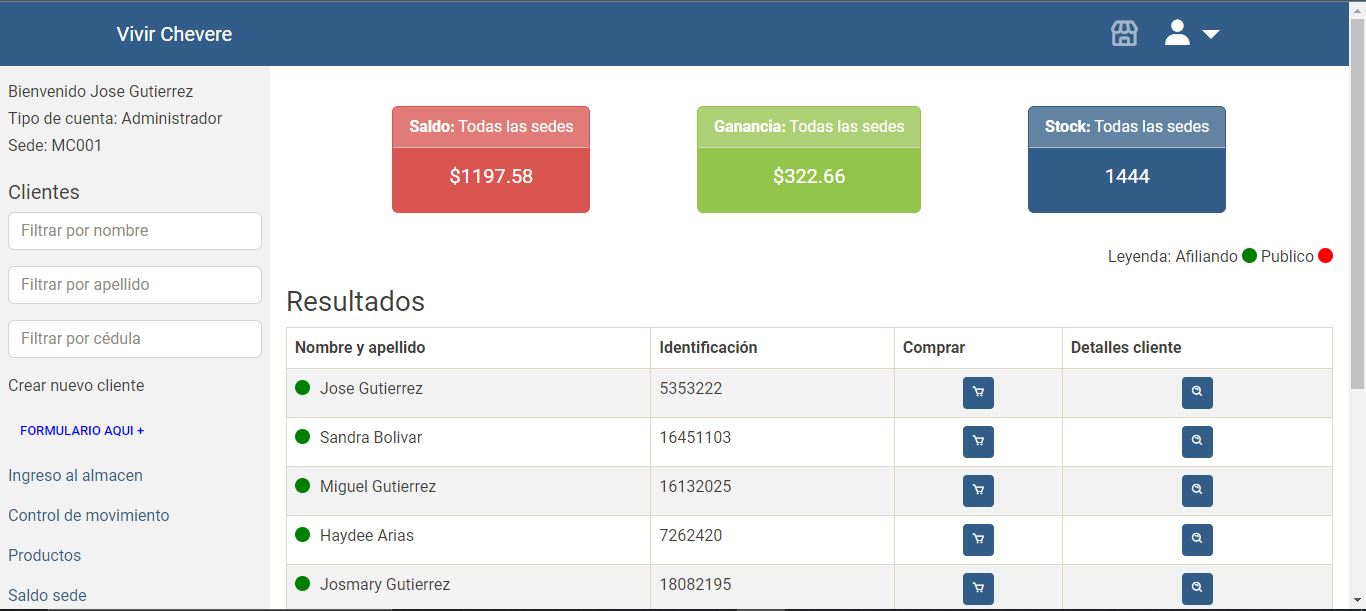 Vivir Chevere
Bienvenido Jose Gutierrez
Tipo de cuenta: Administrador
Sede: MC001
Clientes
Filtrar por nombre
Filtrar por apellido
Filtrar por cédula
Crear nuevo cliente
FORMULARIO AQUI +
Ingreso al almacen
Control de movimiento
Productos
Saldo sede
Saldo: Todas las sedes
$1197.58
Ganancia: Todas las sedes
$322.66
Stock: Todas las sedes
1444
Leyenda: Afiliando Publico
Resultados
Nombre y apellido Identificación Comprar Detalles cliente
Jose Gutierrez 5353222
Sandra Bolivar 16451103
Miguel Gutierrez 16132025
Haydee Arias 7262420
Josmary Gutierrez 18082195